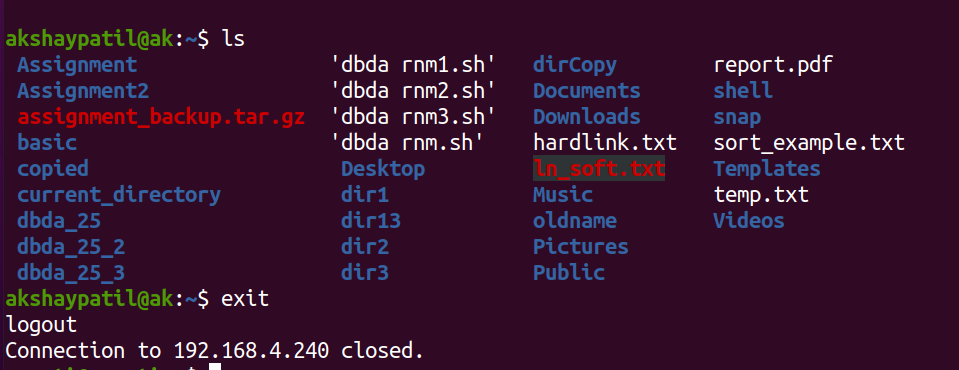 akshaypatil@ak:~$ ls
Assignment 'dbda rnm1.sh' dirCopy report.pdf
Assignment2 'dbda rnm2.sh' Documents shell
assignment_backup.tar.gz 'dbda rnm3.sh' Downloads snap
basic 'dbda rnm.sh' hardlink.txt sort_example.txt
copied Desktop ln_soft.txt Templates
current_directory dir1 Music temp.txt
dbda_25 dir13 oldname Videos
dbda_25_2 dir2 Pictures
dbda_25_3 dir3 Public
akshaypatil@ak:~$ exit
logout
Connection to 192.168.4.240 closed.